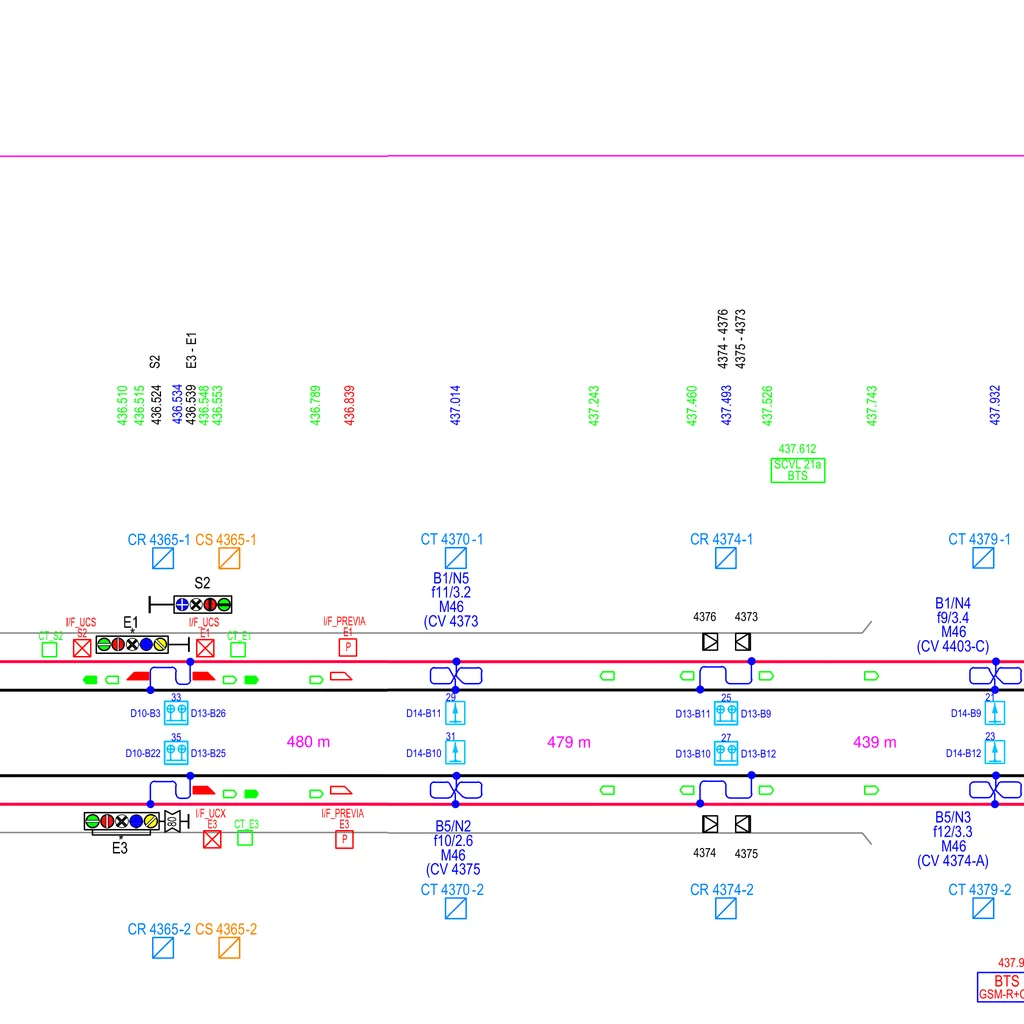 S2
E3 - E1
4374 - 4376
4375 - 4373
436.510
436.515
436.524
436.534
436.539
436.548
436.553
436.789
436.839
437.014
437.243
437.460
437.493
437.526
437.743
437.932
437.612
SCVL 21a
BTS
CR 4365-1
CS 4365-1
CT 4370-1
CR 4374-1
CT 4379-1
S2
B1/N5
f11/3.2
M46
(CV 4373
B1/N4
f9/3.4
M46
(CV 4403-C)
CT_S2
I/F_UCS
S2
E1
*
I/F_UCS
E1
CT_E1
I/F_PREVIA
E1
P
4376
4373
33
D10-B3
D13-B26
29
D14-B11
25
D13-B11
D13-B9
21
D14-B9
35
D10-B22
D13-B25
480 m
31
D14-B10
479 m
27
D13-B10
D13-B12
439 m
23
D14-B12
80
*
E3
I/F_UCX
E3
CT_E3
I/F_PREVIA
E3
P
B5/N2
f10/2.6
M46
(CV 4375
4374
4375
B5/N3
f12/3.3
M46
(CV 4374-A)
CT 4370-2
CR 4374-2
CT 4379-2
CR 4365-2
CS 4365-2
437.9
BTS
GSM-R+